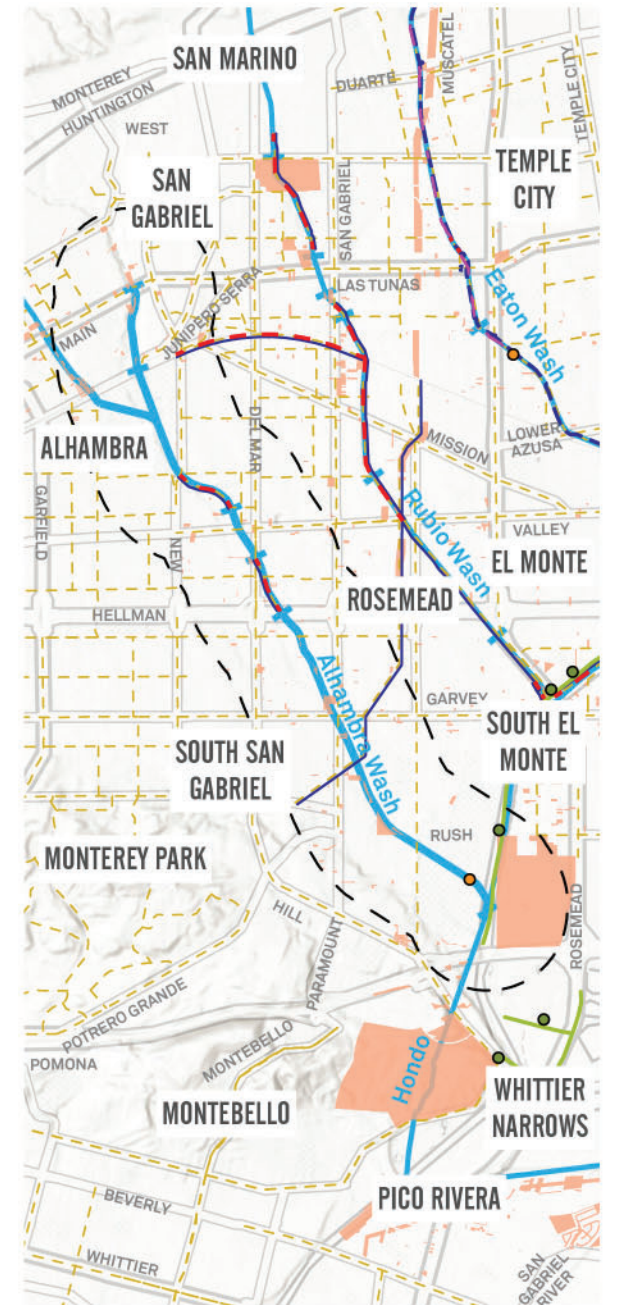 SAN MARINO
MONTEREY
HUNTINGTON
DUARTE
MUSCATEL
TEMPLE CITY
WEST
SAN
GABRIEL
SAN GABRIEL
TEMPLE
CITY
LAS TUNAS
JUNIPERO SERRA
MAIN
Eaton Wash
ALHAMBRA
DEL MAR
MISSION
LOWER
AZUSA
GARFIELD
NEW
Rubio Wash
VALLEY
EL MONTE
HELLMAN
ROSEMEAD
Alhambra Wash
GARVEY
SOUTH SAN
GABRIEL
SOUTH EL
MONTE
RUSH
MONTEREY PARK
HILL
ROSEMEAD
PARAMOUNT
POTRERO GRANDE
POMONA
MONTEBELLO
Hondo
MONTEBELLO
WHITTIER
NARROWS
PICO RIVERA
BEVERLY
WHITTIER
SAN
GABRIEL
RIVER